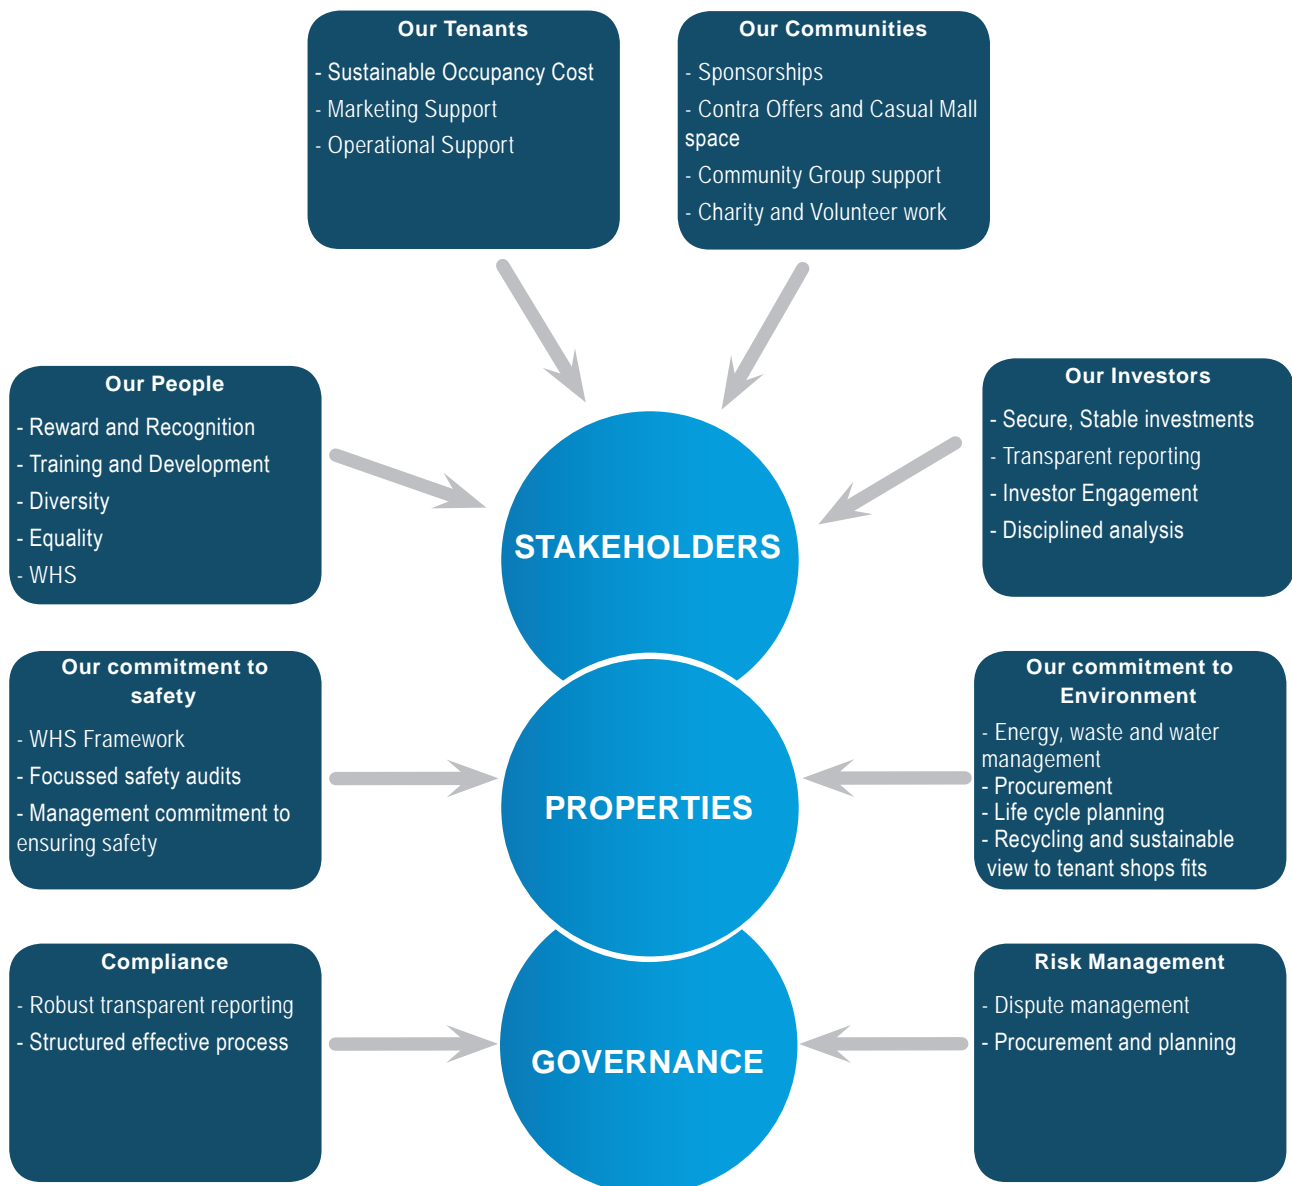 Our Tenants
- Sustainable Occupancy Cost
- Marketing Support
- Operational Support
Our Communities
- Sponsorships
- Contra Offers and Casual Mall
space
- Community Group support
- Charity and Volunteer work
Our People
- Reward and Recognition
- Training and Development
- Diversity
- Equality
- WHS
STAKEHOLDERS
Our Investors
- Secure, Stable investments
- Transparent reporting
- Investor Engagement
- Disciplined analysis
Our commitment to
safety
- WHS Framework
- Focussed safety audits
- Management commitment to
ensuring safety
PROPERTIES
Our commitment to
Environment
- Energy, waste and water
management
- Procurement
- Life cycle planning
- Recycling and sustainable
view to tenant shops fits
Compliance
- Robust transparent reporting
- Structured effective process
GOVERNANCE
Risk Management
- Dispute management
- Procurement and planning